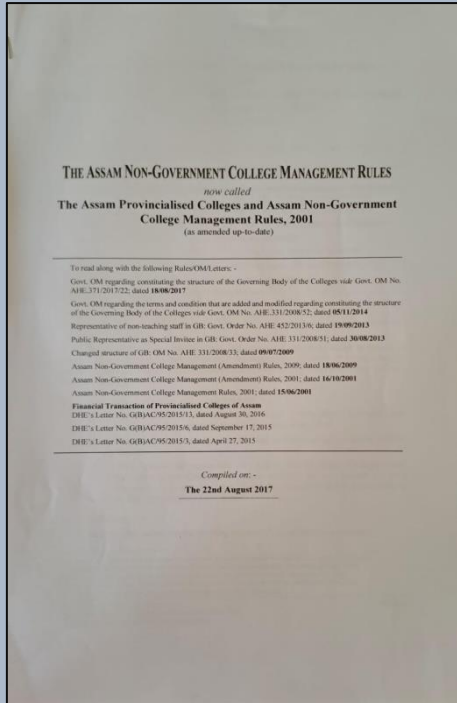 THE ASSAM NON-GOVERNMENT COLLEGE MANAGEMENT RULES
now called
The Assam Provincialised Colleges and Assam Non-Government
College Management Rules, 2001
(as amended up-to-date)
To read along with the following Rules/OM/Letters: -
Govt. OM regarding constituting the structure of the Governing Body of the Colleges vide Govt. OM No.
AHE.371/2017/22; dated 18/08/2017
Govt. OM regarding the terms and condition that are added and modified regarding constituting the structure
of the Governing Body of the Colleges vide Govt. OM No. AHE.331/2008/52; dated 05/11/2014
Representative of non-teaching staff in GB: Govt. Order No. AHE 452/2013/6; dated 19/09/2013
Public Representative as Special Invitee in GB: Govt. Order No. AHE 331/2008/51; dated 30/08/2013
Changed structure of GB: OM No. AHE 331/2008/33; dated 09/07/2009
Assam Non-Government College Management (Amendment) Rules, 2009; dated 18/06/2009
Assam Non-Government College Management (Amendment) Rules, 2001; dated 16/10/2001
Assam Non-Government College Management Rules, 2001; dated 15/06/2001
Financial Transaction of Provincialised Colleges of Assam
DHE's Letter No. G(B)AC/95/2015/13, dated August 30, 2016
DHE's Letter No. G(B)AC/95/2015/6, dated September 17, 2015
DHE's Letter No. G(B)AC/95/2015/3, dated April 27, 2015
Compiled on: -
The 22nd August 2017